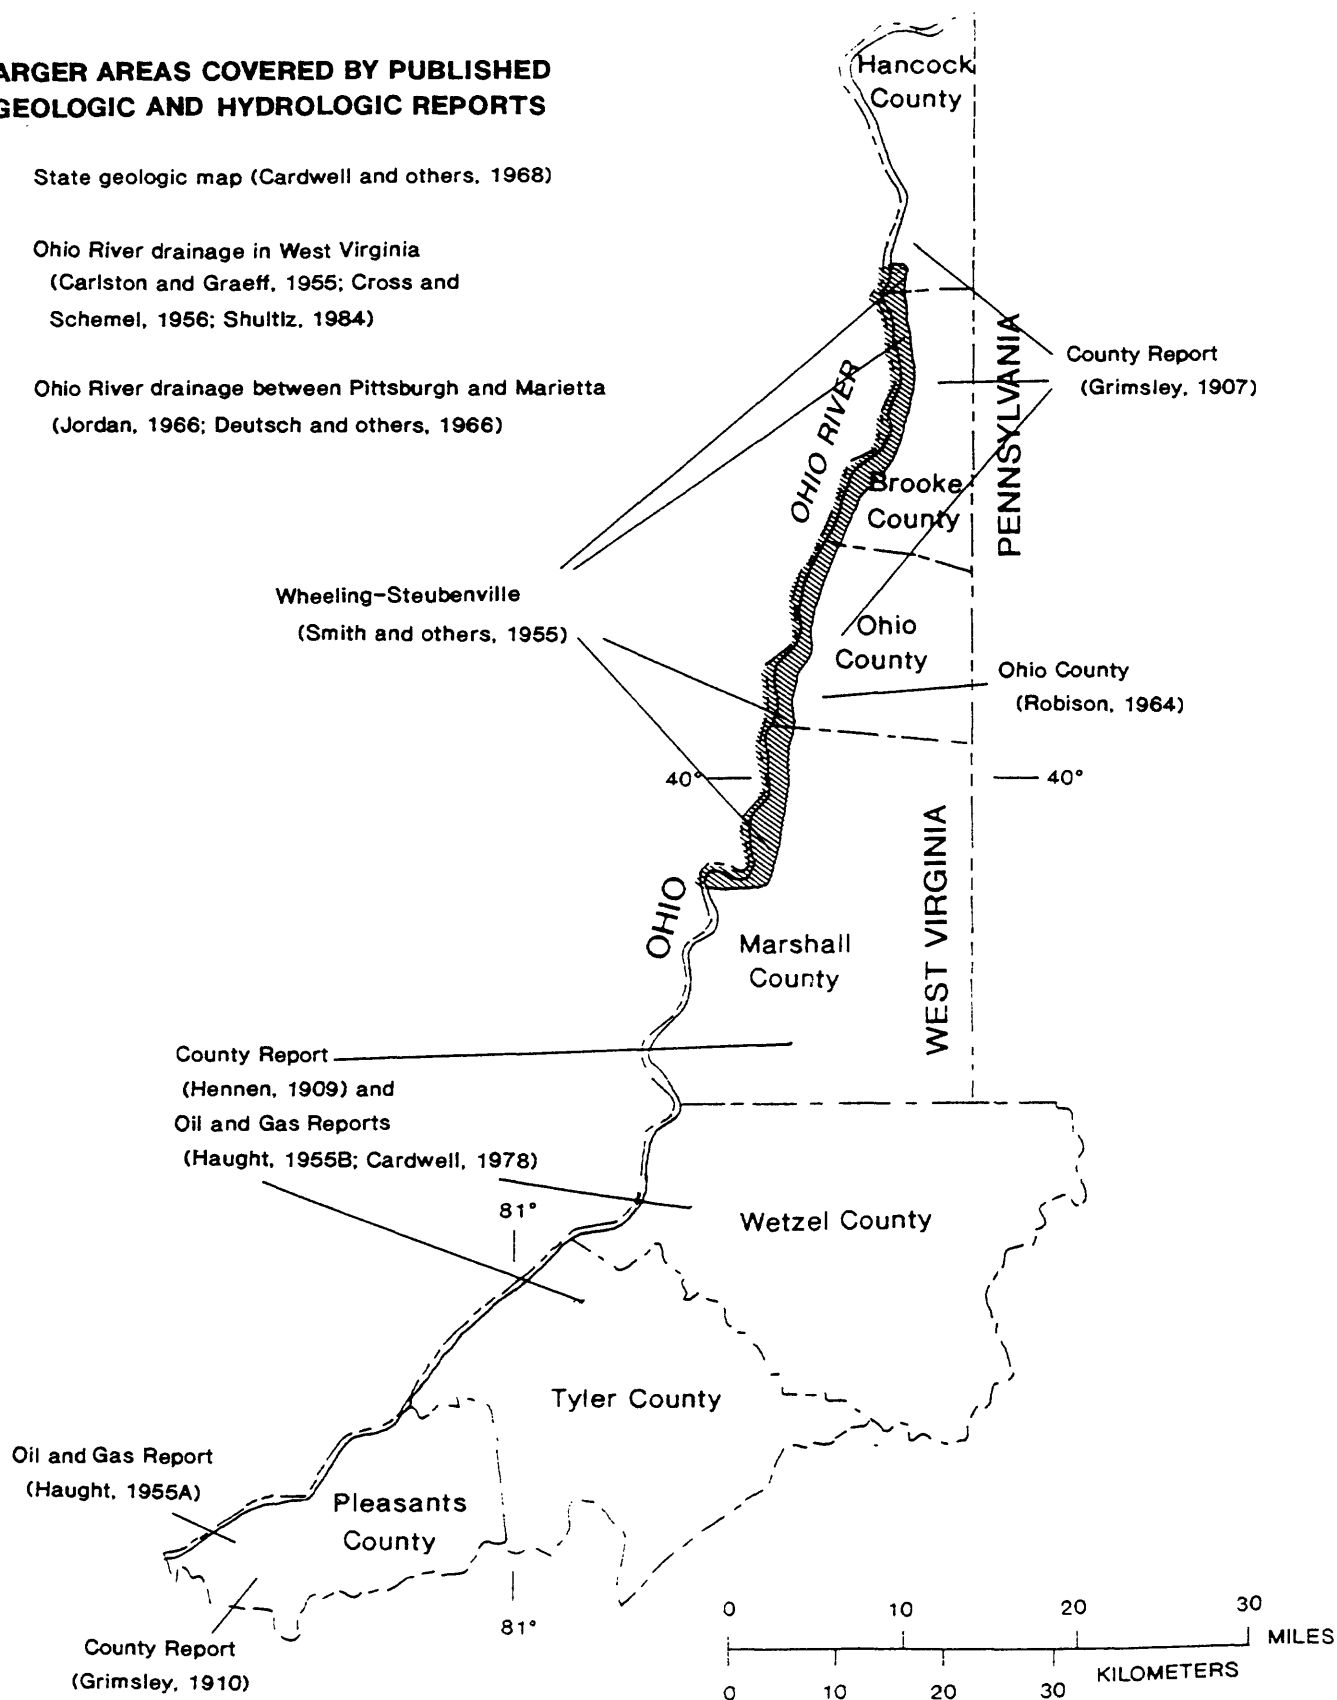 ARGER AREAS COVERED BY PUBLISHED
GEOLOGIC AND HYDROLOGIC REPORTS
State geologic map (Cardwell and others, 1968)
Ohio River drainage in West Virginia
(Carlston and Graeff, 1955; Cross and
Schemel, 1956; Shultiz, 1984)
Ohio River drainage between Pittsburgh and Marietta
(Jordan, 1966; Deutsch and others, 1966)
Hancock
County
County Report
(Grimsley, 1907)
PENNSYLVANIA
OHIO RIVER
Brooke
County
Wheeling-Steubenville
(Smith and others, 1955)
Ohio
County
Ohio County
(Robison, 1964)
40°
40°
WEST VIRGINIA
OHIO
Marshall
County
County Report
(Hennen, 1909) and
Oil and Gas Reports
(Haught, 1955B; Cardwell, 1978)
81°
Wetzel County
Tyler County
Oil and Gas Report
(Haught, 1955A)
Pleasants
County
81°
County Report
(Grimsley, 1910)
0 10 20 30
MILES
KILOMETERS
0 10 20 30